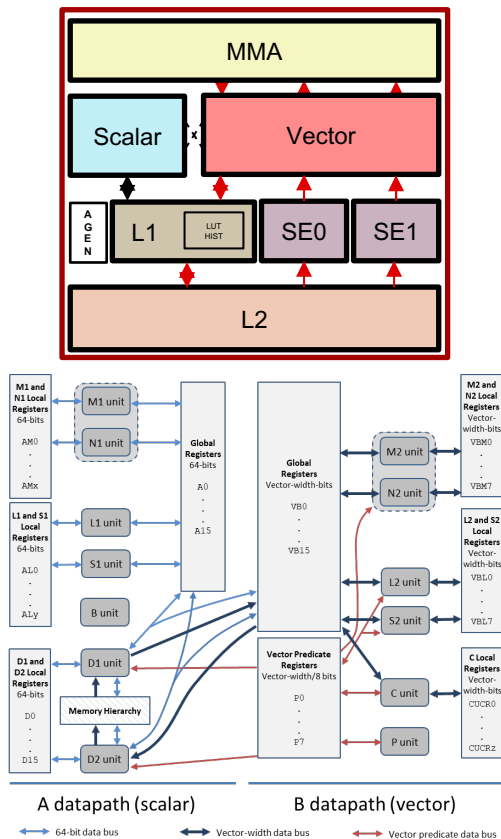 MMA
Scalar
Vector
A
G
E
N
L1
LUT
HIST
SE0
SE1
L2
M1 and
N1 Local
Registers
64-bits
AM0
.
.
.
AMx
M1 unit
N1 unit
L1 and S1
Local
Registers
64-bits
AL0
.
.
.
ALy
L1 unit
S1 unit
B unit
D1 and
D2 Local
Registers
64-bits
D0
.
.
.
.
D15
D1 unit
Memory Hierarchy
D2 unit
Global
Registers
64-bits
A0
.
.
.
A15
Global
Registers
Vector-width-bits
VB0
.
.
.
VB15
Vector Predicate
Registers
Vector-width/8 bits
P0
.
.
.
P7
M2 unit
N2 unit
L2 unit
S2 unit
C unit
P unit
M2 and
N2 Local
Registers
Vector-
width-bits
VBM0
.
.
.
VBM7
L2 and S2
Local
Registers
Vector-
width-bits
VBL0
.
.
.
VBL7
C Local
Registers
Vector-
width-bits
CUCR0
.
.
.
CUCRz
A datapath (scalar)
B datapath (vector)
64-bit data bus
Vector-width data bus
Vector predicate data bus